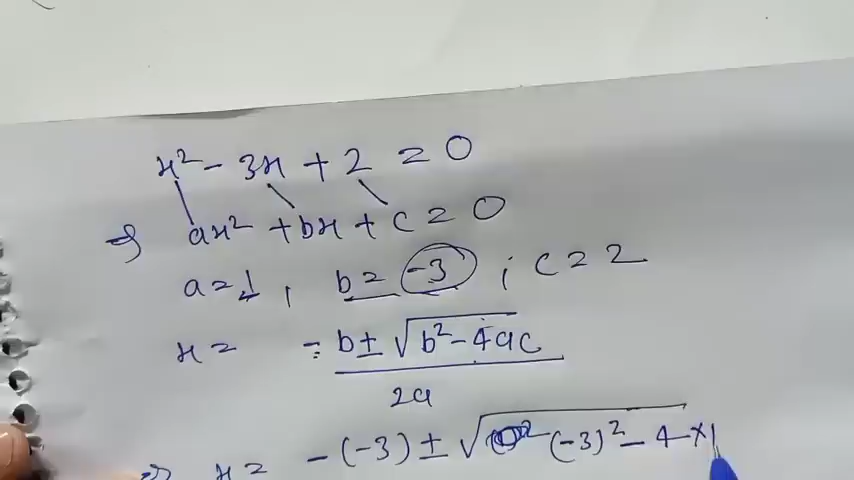 x² - 3x + 2 = 0
⇒ ax² + bx + c = 0
a = 1, b = -3 ; c = 2
x = -b ± √b² - 4ac
2a
⇒ x = -(-3) ± √(-3)² - 4 × 1